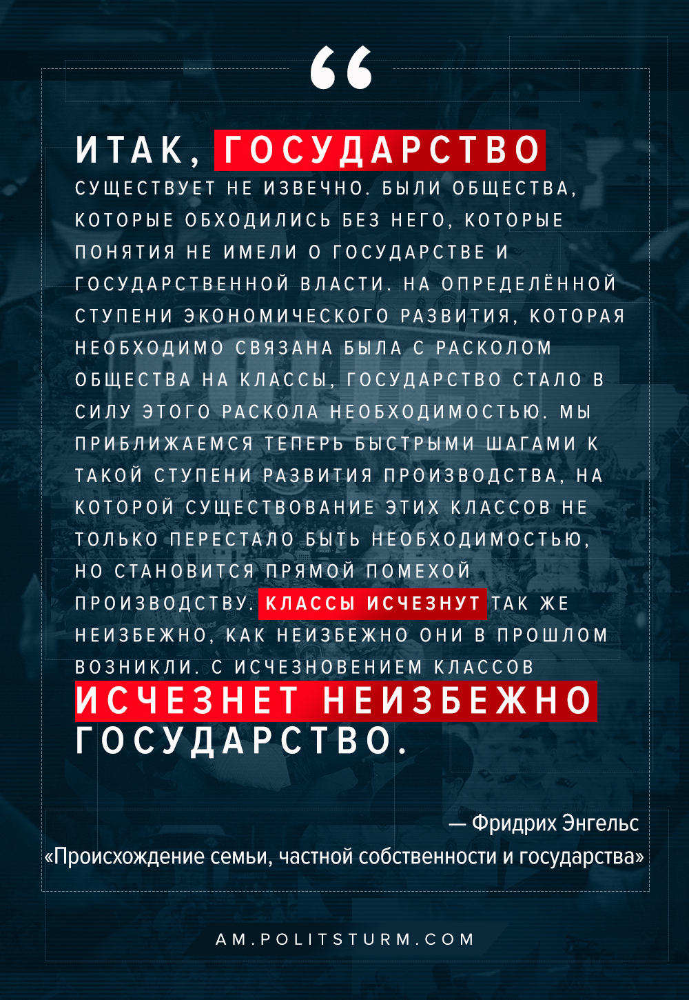 “
ИТАК, ГОСУДАРСТВО
СУЩЕСТВУЕТ НЕ ИЗВЕЧНО. БЫЛИ ОБЩЕСТВА,
КОТОРЫЕ ОБХОДИЛИСЬ БЕЗ НЕГО, КОТОРЫЕ
ПОНЯТИЯ НЕ ИМЕЛИ О ГОСУДАРСТВЕ И
ГОСУДАРСТВЕННОЙ ВЛАСТИ. НА ОПРЕДЕЛЁННОЙ
СТУПЕНИ ЭКОНОМИЧЕСКОГО РАЗВИТИЯ, КОТОРАЯ
НЕОБХОДИМО СВЯЗАНА БЫЛА С РАСКОЛОМ
ОБЩЕСТВА НА КЛАССЫ, ГОСУДАРСТВО СТАЛО В
СИЛУ ЭТОГО РАСКОЛА НЕОБХОДИМОСТЬЮ. МЫ
ПРИБЛИЖАЕМСЯ ТЕПЕРЬ БЫСТРЫМИ ШАГАМИ К
ТАКОЙ СТУПЕНИ РАЗВИТИЯ ПРОИЗВОДСТВА, НА
КОТОРОЙ СУЩЕСТВОВАНИЕ ЭТИХ КЛАССОВ НЕ
ТОЛЬКО ПЕРЕСТАЛО БЫТЬ НЕОБХОДИМОСТЬЮ,
НО СТАНОВИТСЯ ПРЯМОЙ ПОМЕХОЙ
ПРОИЗВОДСТВУ. КЛАССЫ ИСЧЕЗНУТ ТАК ЖЕ
НЕИЗБЕЖНО, КАК НЕИЗБЕЖНО ОНИ В ПРОШЛОМ
ВОЗНИКЛИ. С ИСЧЕЗНОВЕНИЕМ КЛАССОВ
ИСЧЕЗНЕТ НЕИЗБЕЖНО
ГОСУДАРСТВО.
— Фридрих Энгельс
«Происхождение семьи, частной собственности и государства»
AM.POLITSTURM.COM